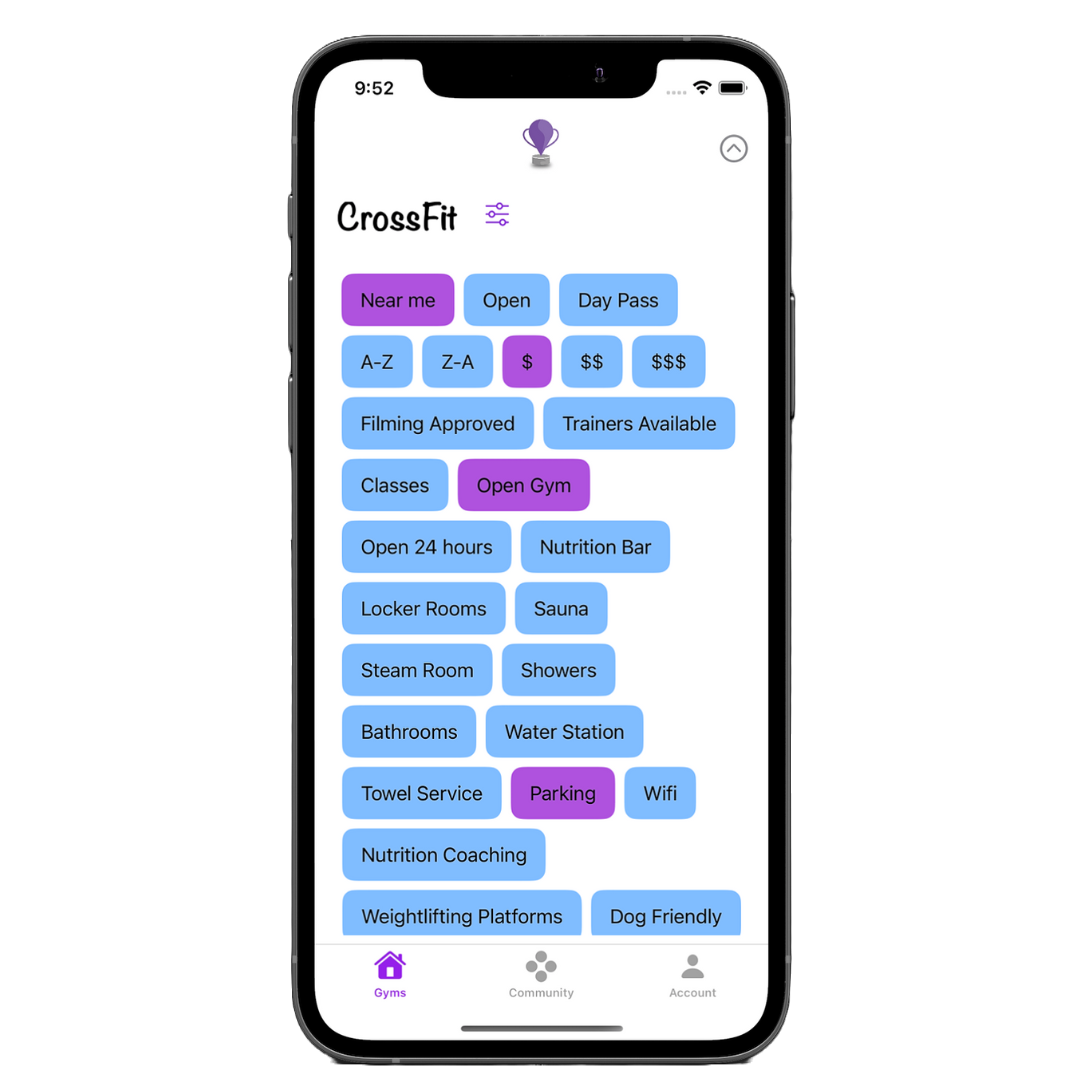 9:52
CrossFit
Near me Open Day Pass
A-Z Z-A $ $$ $$$
Filming Approved Trainers Available
Classes Open Gym
Open 24 hours Nutrition Bar
Locker Rooms Sauna
Steam Room Showers
Bathrooms Water Station
Towel Service Parking Wifi
Nutrition Coaching
Weightlifting Platforms Dog Friendly
Gyms Community Account